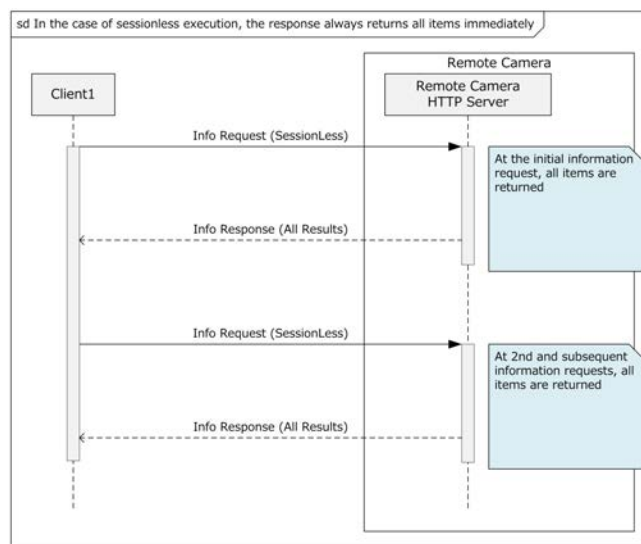 sd In the case of sessionless execution, the response always returns all items immediately
Remote Camera
Client1
Remote Camera
HTTP Server
Info Request (SessionLess)
At the initial information
request, all items are
returned
Info Response (All Results)
Info Request (SessionLess)
At 2nd and subsequent
information requests, all
items are returned
Info Response (All Results)